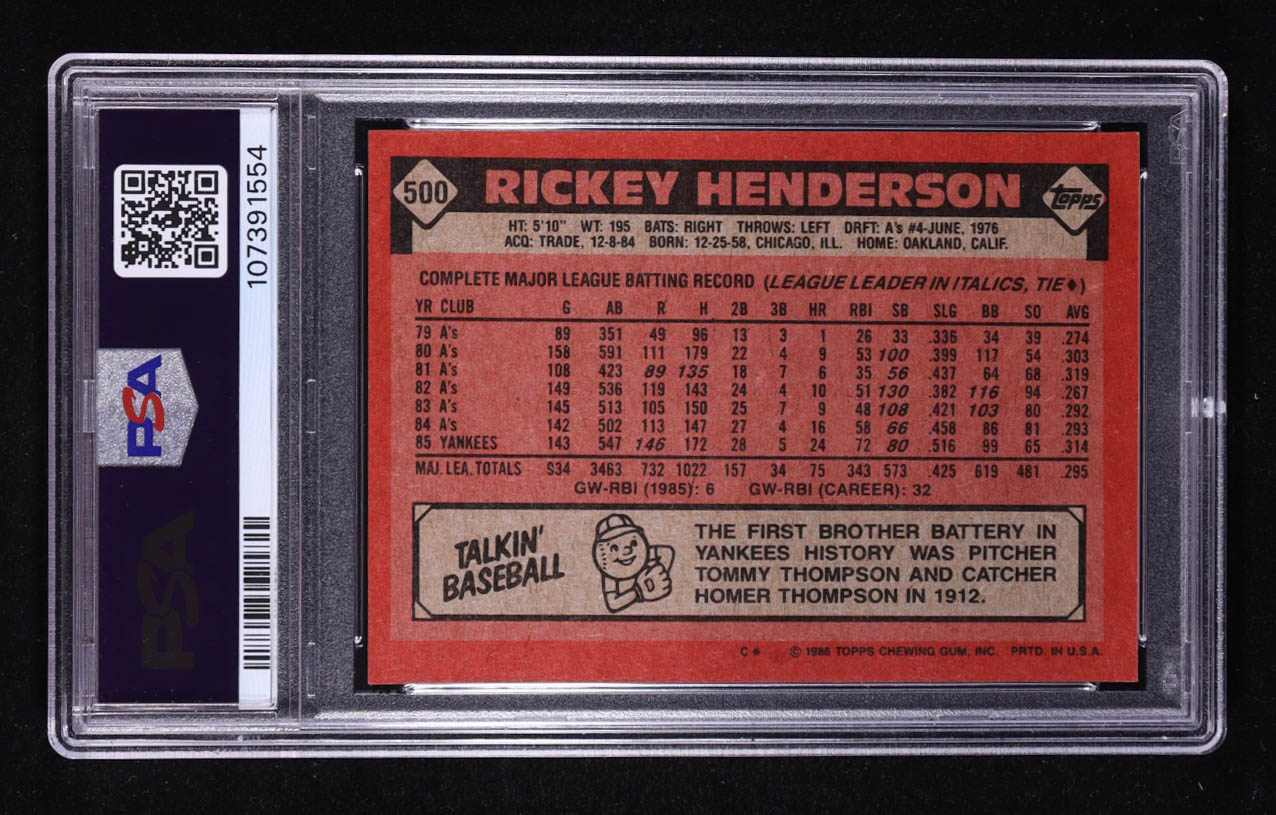 107391554
PSA
PSA
PSA
500 RICKEY HENDERSON topps
HT: 5'10" WT: 195 BATS: RIGHT THROWS: LEFT DRFT: A's #4-JUNE, 1976
ACQ: TRADE, 12-8-84 BORN: 12-25-58, CHICAGO, ILL. HOME: OAKLAND, CALIF.
COMPLETE MAJOR LEAGUE BATTING RECORD (LEAGUE LEADER IN ITALICS, TIE♦)
YR CLUB G AB R H 2B 3B HR RBI SB SLG BB SO AVG
79 A's 89 351 49 96 13 3 1 26 33 .336 34 39 .274
80 A's 158 591 111 179 22 4 9 53 100 .399 117 54 .303
81 A's 108 423 89 135 18 7 6 35 56 .437 64 68 .319
82 A's 149 536 119 143 24 4 10 51 130 .382 116 94 .267
83 A's 145 513 105 150 25 7 9 48 108 .421 103 80 .292
84 A's 142 502 113 147 27 4 16 58 66 .458 86 81 .293
85 YANKEES 143 547 146 172 28 5 24 72 80 .516 99 65 .314
MAJ. LEA. TOTALS 934 3463 732 1022 157 34 75 343 573 .425 619 481 .295
GW-RBI (1985): 6 GW-RBI (CAREER): 32
TALKIN'
BASEBALL
D
THE FIRST BROTHER BATTERY IN
YANKEES HISTORY WAS PITCHER
TOMMY THOMPSON AND CATCHER
HOMER THOMPSON IN 1912.
C* © 1986 TOPPS CHEWING GUM, INC. PRTD. IN U.S.A.